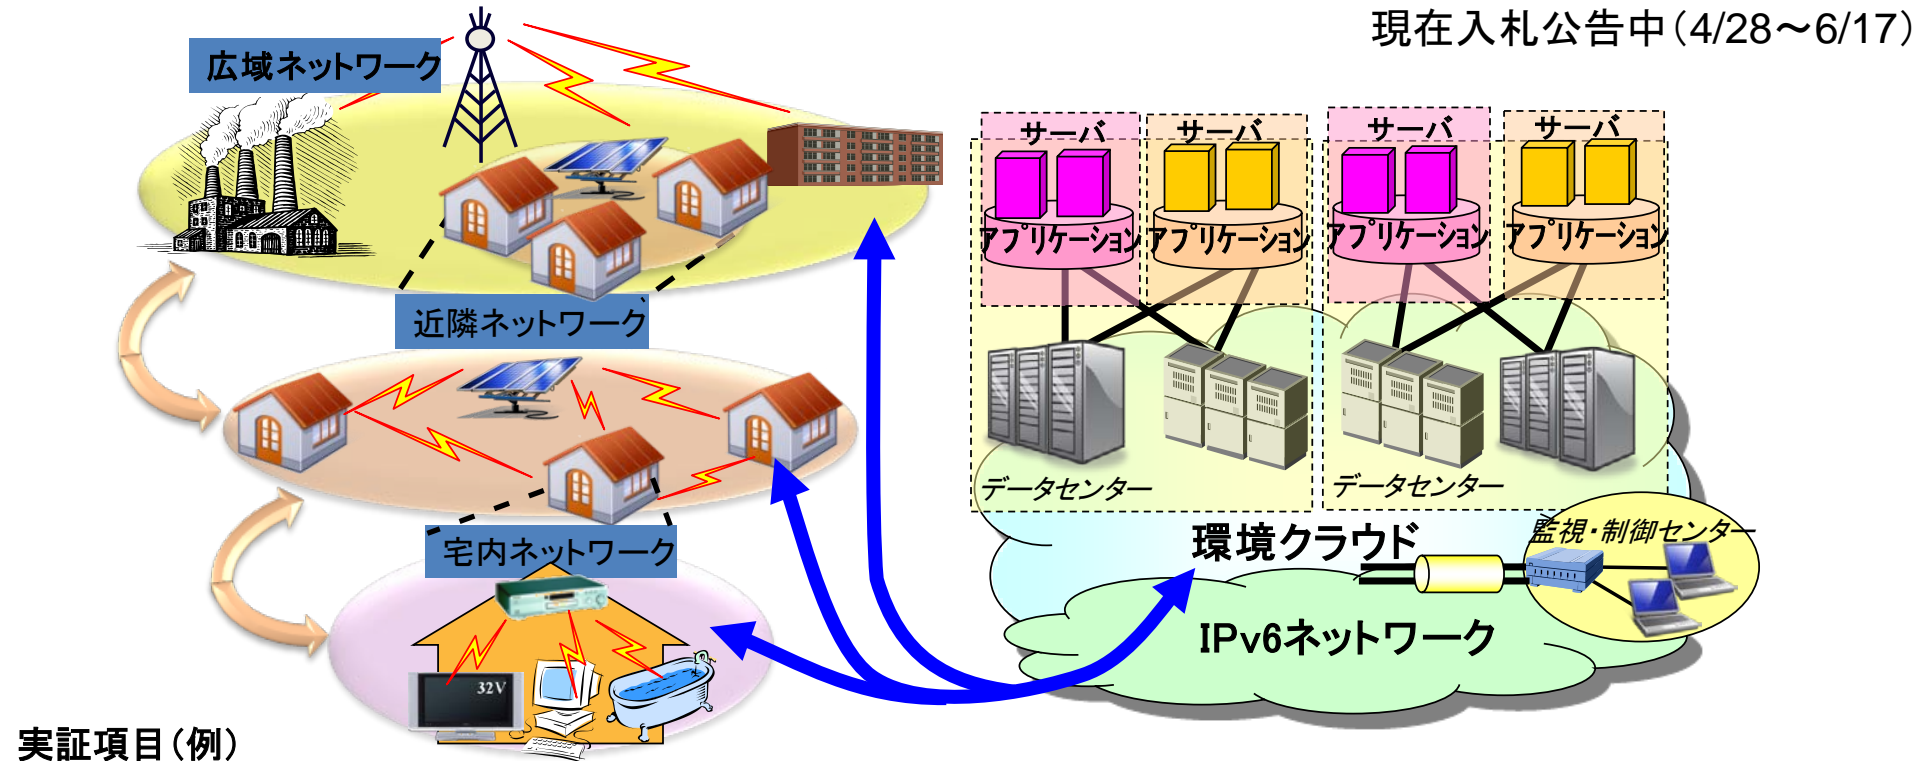 現在入札公告中（4/28～6/17）
広域ネットワーク
サーバ
サーバ
サーバ
サーバ
アプリケーション
アプリケーション
アプリケーション
アプリケーション
近隣ネットワーク
データセンター
データセンター
環境クラウド
監視・制御センター
宅内ネットワーク
IPv6ネットワーク
32V
実証項目（例）